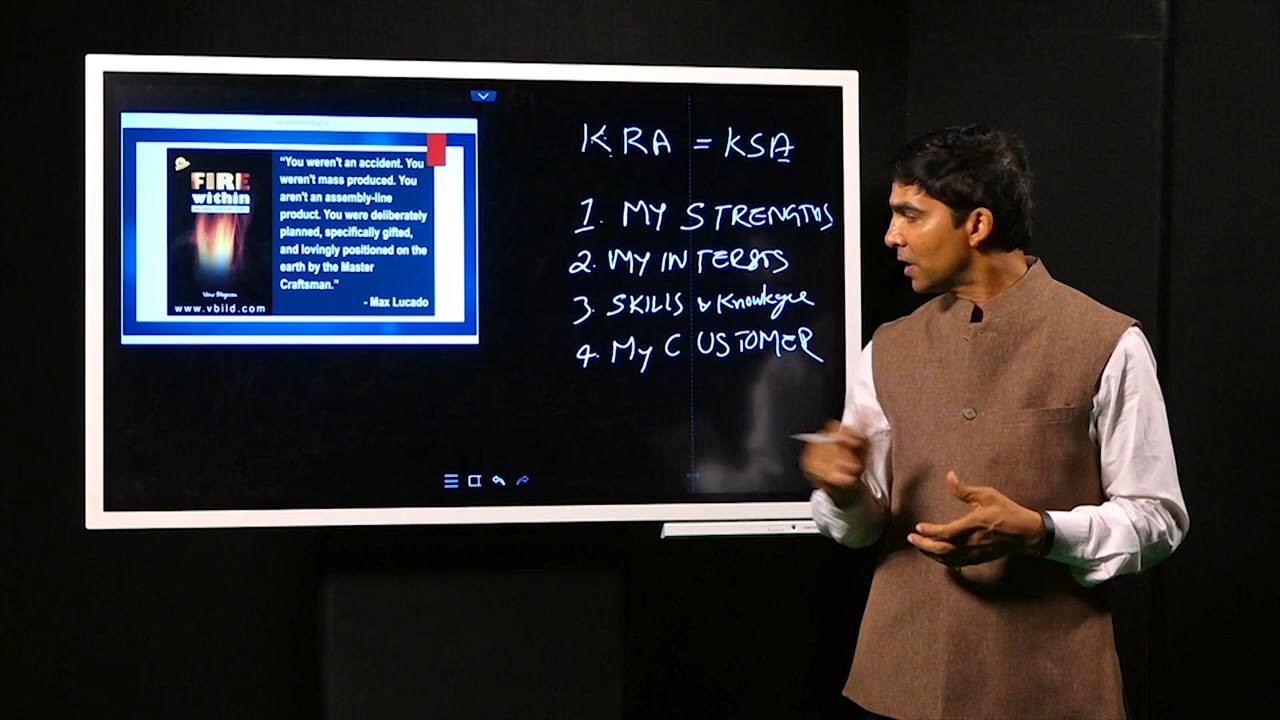 FIRE
within
www.vbild.com
“You weren't an accident. You
weren't mass produced. You
aren't an assembly-line
product. You were deliberately
planned, specifically gifted,
and lovingly positioned on the
earth by the Master
Craftsman.”
- Max Lucado
KRA = KSA
1. MY STRENGTHS
2. MY INTERSTS
3. SKILLS & Knowledge
4. My CUSTOMER